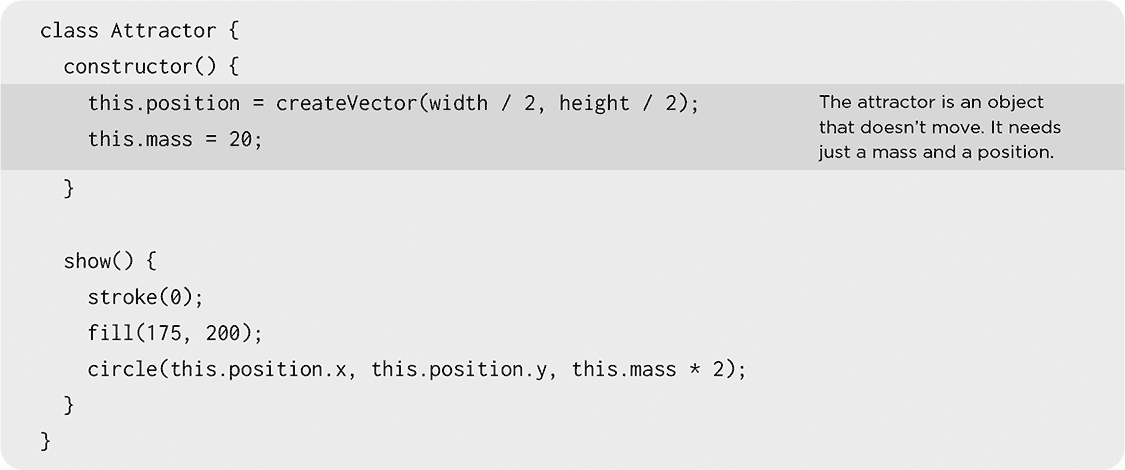 class Attractor {
  constructor() {
    this.position = createVector(width / 2, height / 2);
    this.mass = 20;
The attractor is an object
that doesn’t move. It needs
just a mass and a position.
  }
  show() {
    stroke(0);
    fill(175, 200);
    circle(this.position.x, this.position.y, this.mass * 2);
  }
}